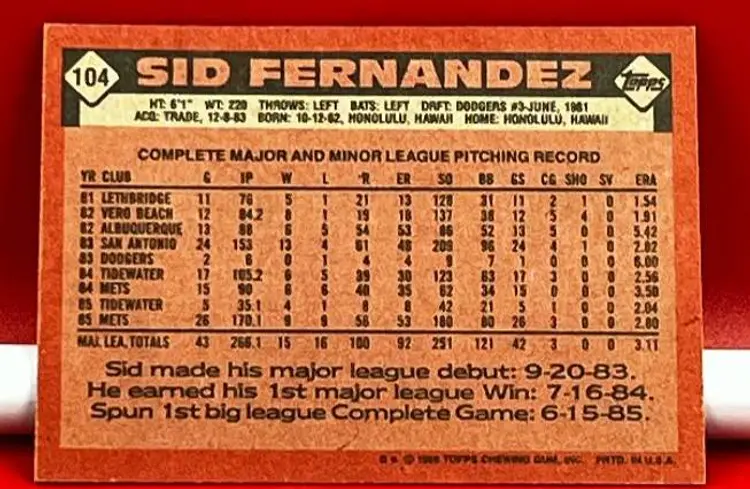 104 SID FERNANDEZ Topps
HT: 6'1" WT: 220 THROWS: LEFT BATS: LEFT DRFT: DODGERS #3-JUNE, 1981
ACQ: TRADE, 12-8-83 BORN: 10-12-62, HONOLULU, HAWAII HOME: HONOLULU, HAWAII
COMPLETE MAJOR AND MINOR LEAGUE PITCHING RECORD
YR CLUB G IP W L R ER SO BB GS CG SHO SV ERA
81 LETHBRIDGE 11 76 5 1 21 13 128 31 11 2 1 0 1.54
82 VERO BEACH 12 84.2 8 1 19 18 137 38 12 5 4 0 1.91
82 ALBUQUERQUE 13 88 6 5 54 53 86 52 13 5 0 0 5.42
83 SAN ANTONIO 24 153 13 4 61 48 209 96 24 4 1 0 2.82
83 DODGERS 2 6 0 1 4 4 9 7 1 0 0 0 6.00
84 TIDEWATER 17 105.2 6 5 39 30 123 63 17 3 0 0 2.56
84 METS 15 90 6 6 40 35 62 34 15 0 0 0 3.50
85 TIDEWATER 5 35.1 4 1 8 8 42 21 5 1 0 0 2.04
85 METS 26 170.1 9 9 56 53 180 80 26 3 0 0 2.80
MAJ. LEA. TOTALS 43 266.1 15 16 100 92 251 121 42 3 0 0 3.11
Sid made his major league debut: 9-20-83.
He earned his 1st major league Win: 7-16-84.
Spun 1st big league Complete Game: 6-15-85.
© 1986 TOPPS CHEWING GUM, INC. PRTD. IN U.S.A.